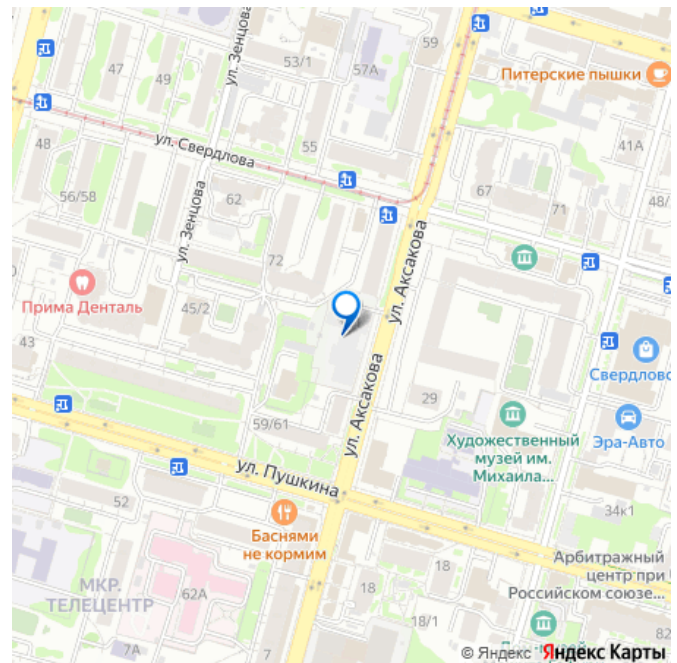 ул. Зенцова
59
53/1
57А
47
49
Питерские пышки
55
41А
48
ул. Свердлова
56/58
62
67
71
48/
ул. Зенцова
72
ул. Аксакова
Прима Денталь
45/2
43
Свердловс
ул. Аксакова
29
59/61
Художественный
музей им.
Михаила...
Эра-Авто
ул. Пушкина
52
34к1
Баснями
не кормим
Арбитражный
центр при
Российском союзе...
МКР.
ТЕЛЕЦЕНТР
62А
18
18
18/1
7А
7
82
© Яндекс Яндекс Карты